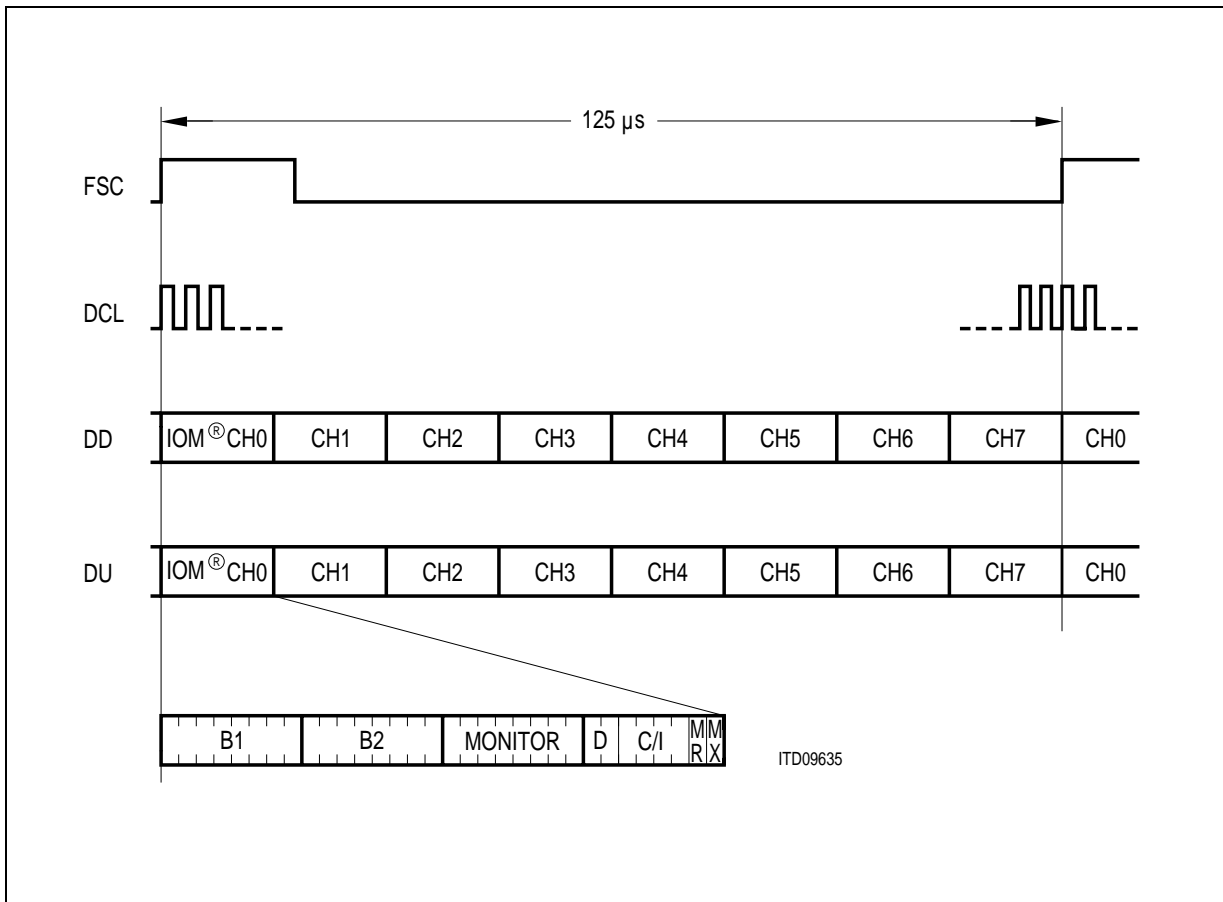 125 µs
FSC
DCL
DD IOM®CH0 CH1 CH2 CH3 CH4 CH5 CH6 CH7 CH0
DU IOM®CH0 CH1 CH2 CH3 CH4 CH5 CH6 CH7 CH0
B1 B2 MONITOR D C/I MR MX
ITD09635